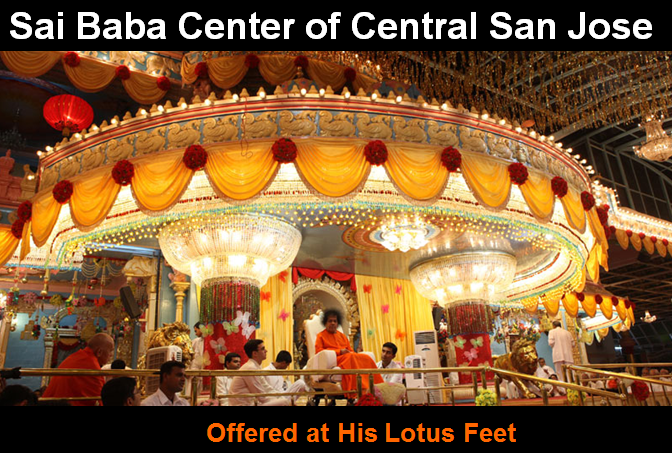 Sai Baba Center of Central San Jose
Offered at His Lotus Feet